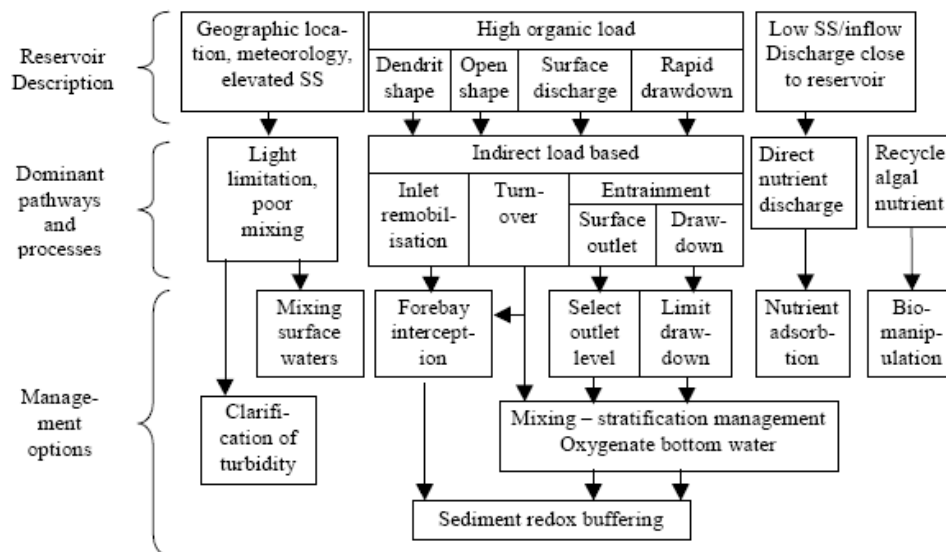 Reservoir
Description
Geographic loca-
tion, meteorology,
elevated SS
High organic load
Dendrit
shape
Open
shape
Surface
discharge
Rapid
drawdown
Low SS/inflow
Discharge close
to reservoir
Dominant
pathways
and
processes
Light
limitation,
poor
mixing
Indirect load based
Inlet
remobil-
isation
Turn-
over
Entrainment
Surface
outlet
Draw-
down
Direct
nutrient
discharge
Recycle
algal
nutrient
Manage-
ment
options
Mixing
surface
waters
Forebay
intercept-
ion
Select
outlet
level
Limit
draw-
down
Nutrient
adsorb-
tion
Bio-
manip-
ulation
Clarifi-
cation of
turbidity
Mixing – stratification management
Oxygenate bottom water
Sediment redox buffering